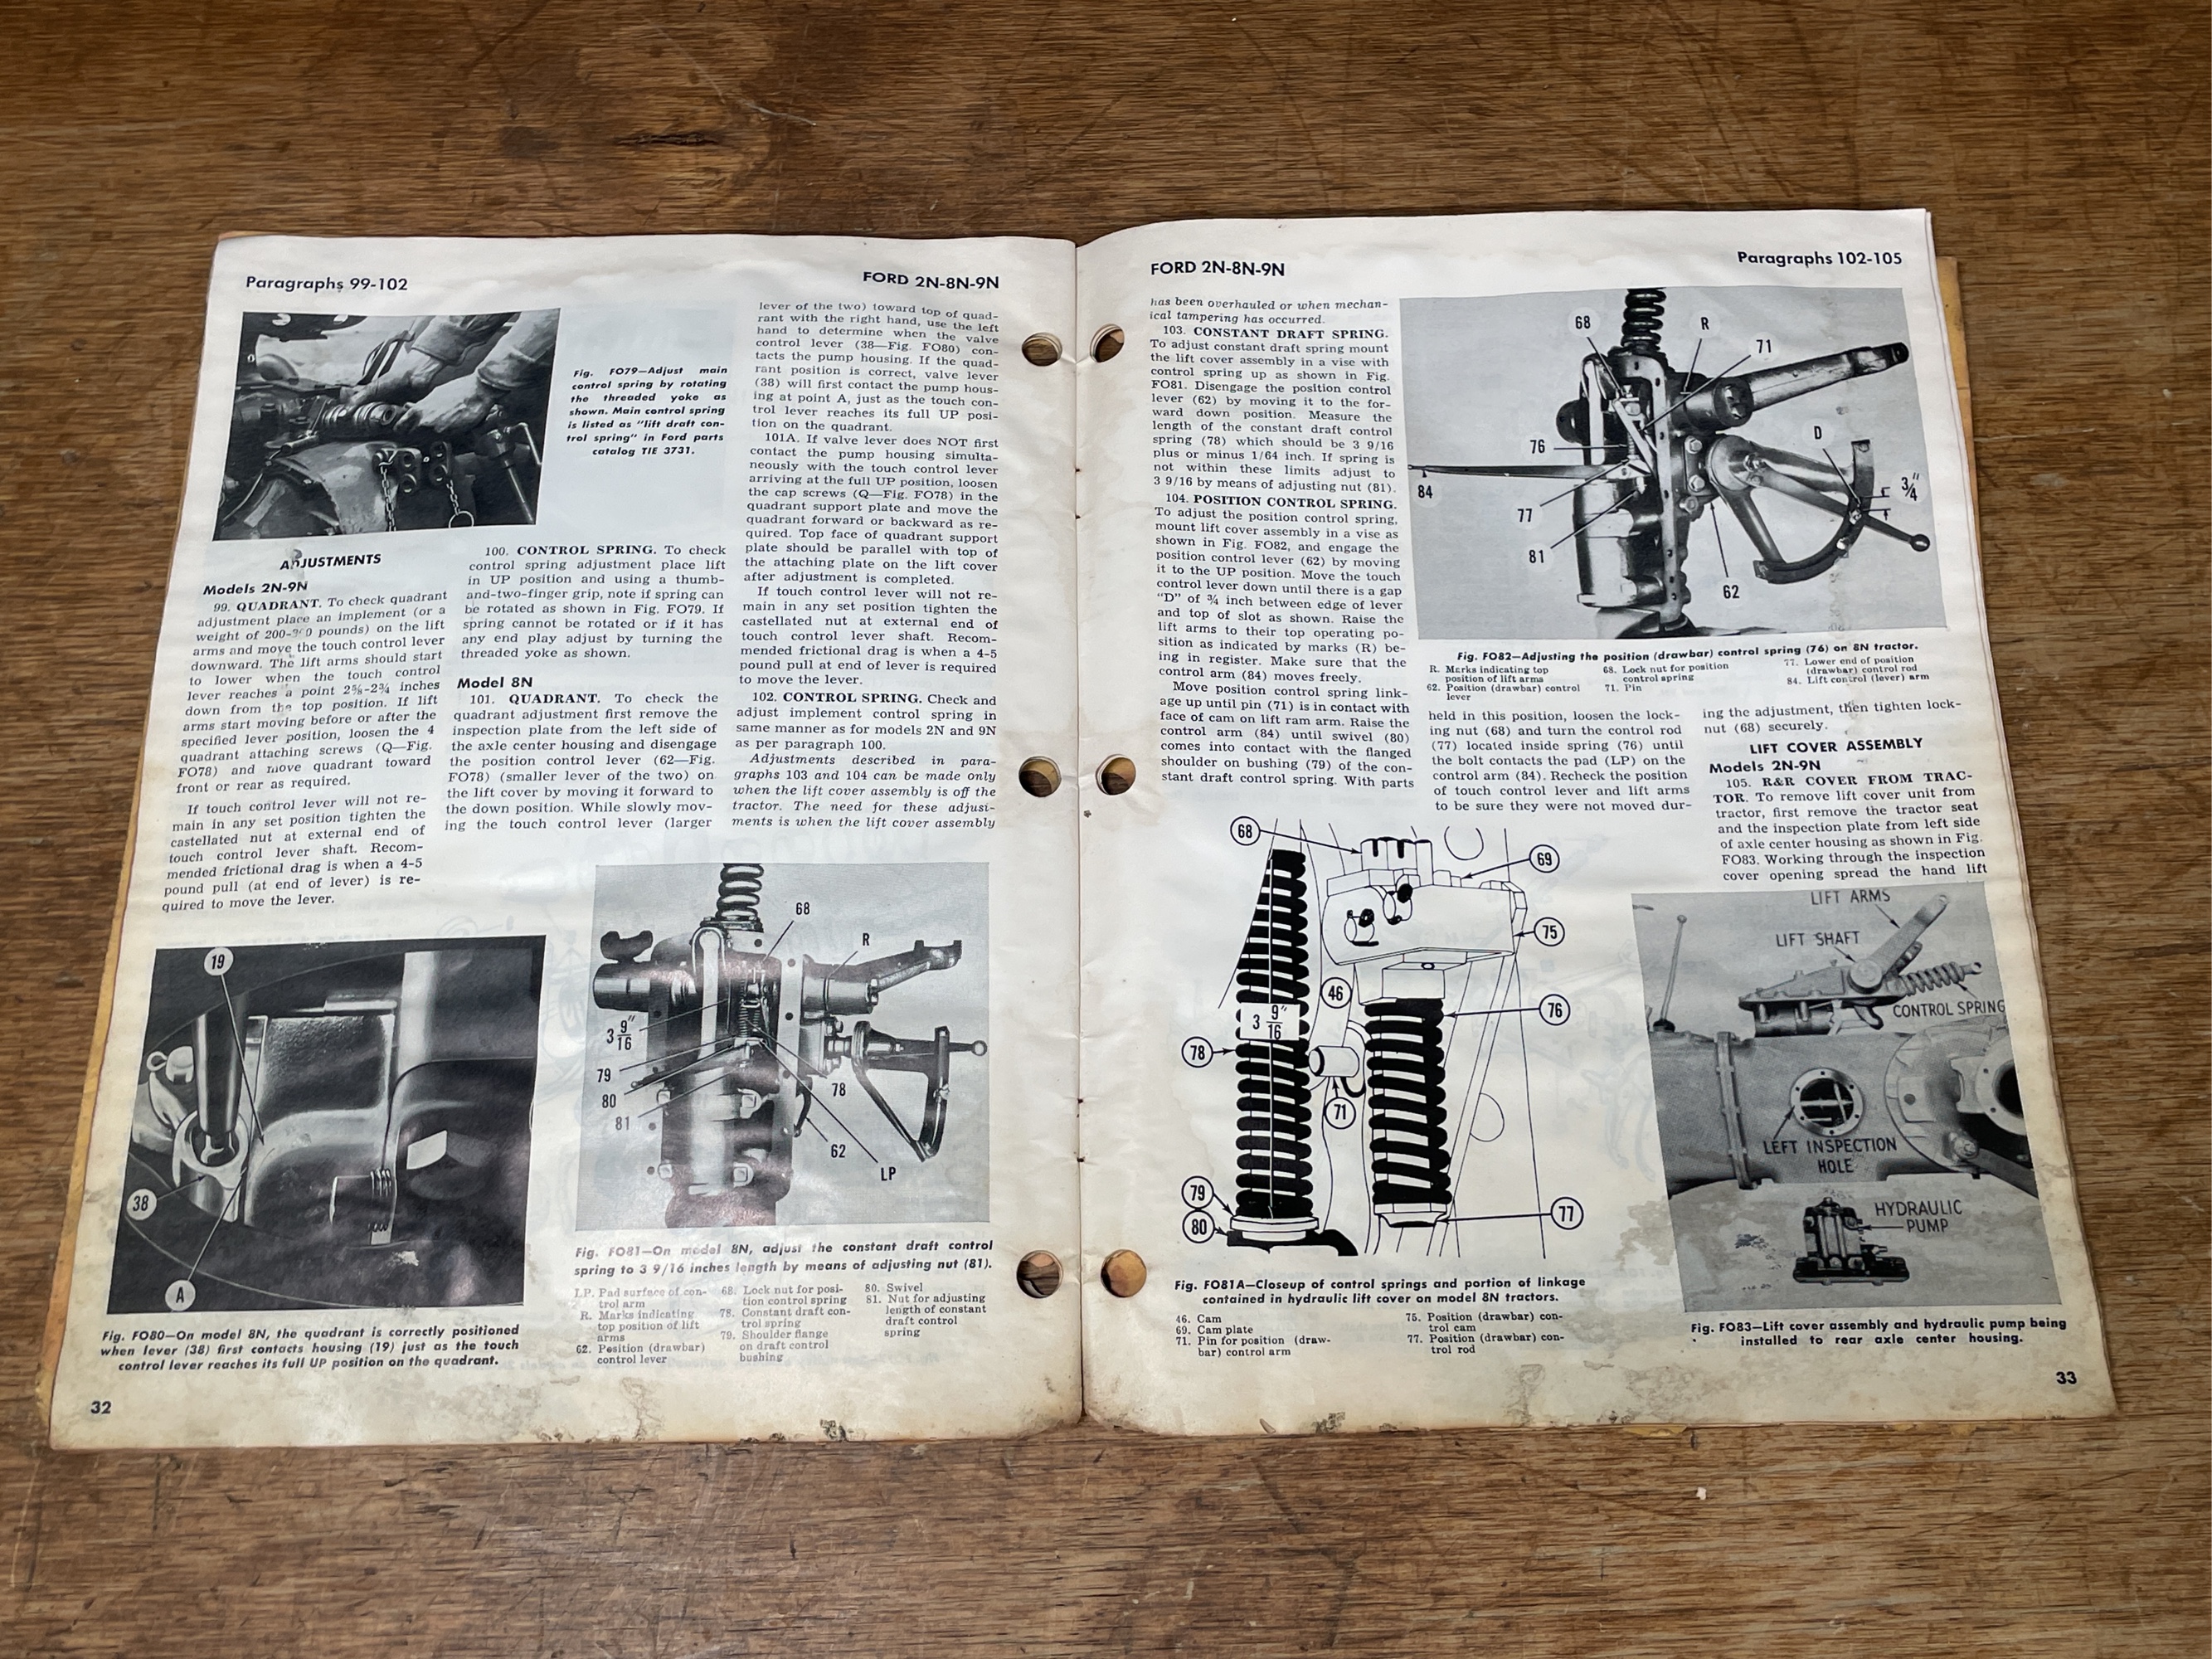 Paragraphs 99-102
FORD 2N-8N-9N
Fig. FO79—Adjust main
control spring by rotating
the threaded yoke as
shown. Main control spring
is listed as "lift draft con-
trol spring" in Ford parts
catalog TIE 3731.
ADJUSTMENTS
Models 2N-9N
99. QUADRANT. To check quadrant
adjustment place an implement (or a
weight of 200- pounds) on the lift
arms and move the touch control lever
downward. The lift arms should start
to lower when the touch control
lever reaches a point 2⅝-2¾ inches
down from the top position. If lift
arms start moving before or after the
specified lever position, loosen the 4
quadrant attaching screws (Q—Fig.
FO78) and move quadrant toward
front or rear as required.
If touch control lever will not re-
main in any set position tighten the
castellated nut at external end of
touch control lever shaft. Recom-
mended frictional drag is when a 4-5
pound pull (at end of lever) is re-
quired to move the lever.
100. CONTROL SPRING. To check
control spring adjustment place lift
in UP position and using a thumb-
and-two-finger grip, note if spring can
be rotated as shown in Fig. FO79. If
spring cannot be rotated or if it has
any end play adjust by turning the
threaded yoke as shown.
Model 8N
101. QUADRANT. To check the
quadrant adjustment first remove the
inspection plate from the left side of
the axle center housing and disengage
the position control lever (62—Fig.
FO78) (smaller lever of the two) on
the lift cover by moving it forward to
the down position. While slowly mov-
ing the touch control lever (larger
lever of the two) toward top of quad-
rant with the right hand, use the left
hand to determine when the valve
control lever (38—Fig. FO80) con-
tacts the pump housing. If the quad-
rant position is correct, valve lever
(38) will first contact the pump hous-
ing at point A, just as the touch con-
trol lever reaches its full UP posi-
tion on the quadrant.
101A. If valve lever does NOT first
contact the pump housing simulta-
neously with the touch control lever
arriving at the full UP position, loosen
the cap screws (Q—Fig. FO78) in the
quadrant support plate and move the
quadrant forward or backward as re-
quired. Top face of quadrant support
plate should be parallel with top of
the attaching plate on the lift cover
after adjustment is completed.
If touch control lever will not re-
main in any set position tighten the
castellated nut at external end of
touch control lever shaft. Recom-
mended frictional drag is when a 4-5
pound pull at end of lever is required
to move the lever.
102. CONTROL SPRING. Check and
adjust implement control spring in
same manner as for models 2N and 9N
as per paragraph 100.
Adjustments described in para-
graphs 103 and 104 can be made only
when the lift cover assembly is off the
tractor. The need for these adjust-
ments is when the lift cover assembly
19
38
A
Fig. FO80—On model 8N, the quadrant is correctly positioned
when lever (38) first contacts housing (19) just as the touch
control lever reaches its full UP position on the quadrant.
68
R
3 9/16"
79
80
81
78
62
LP
Fig. FO81—On model 8N, adjust the constant draft control
spring to 3 9/16 inches length by means of adjusting nut (81).
LP. Pad surface of con-
trol arm
R. Marks indicating
top position of lift
arms
62. Position (drawbar)
control lever
68. Lock nut for posi-
tion control spring
78. Constant draft con-
trol spring
79. Shoulder flange
on draft control
bushing
80. Swivel
81. Nut for adjusting
length of constant
draft control
spring
32
FORD 2N-8N-9N
Paragraphs 102-105
has been overhauled or when mechan-
ical tampering has occurred.
103. CONSTANT DRAFT SPRING.
To adjust constant draft spring mount
the lift cover assembly in a vise with
control spring up as shown in Fig.
FO81. Disengage the position control
lever (62) by moving it to the for-
ward down position. Measure the
length of the constant draft control
spring (78) which should be 3 9/16
plus or minus 1/64 inch. If spring is
not within these limits adjust to
3 9/16 by means of adjusting nut (81).
104. POSITION CONTROL SPRING.
To adjust the position control spring,
mount lift cover assembly in a vise as
shown in Fig. FO82, and engage the
position control lever (62) by moving
it to the UP position. Move the touch
control lever down until there is a gap
"D" of ¾ inch between edge of lever
and top of slot as shown. Raise the
lift arms to their top operating po-
sition as indicated by marks (R) be-
ing in register. Make sure that the
control arm (84) moves freely.
Move position control spring link-
age up until pin (71) is in contact with
face of cam on lift ram arm. Raise the
control arm (84) until swivel (80)
comes into contact with the flanged
shoulder on bushing (79) of the con-
stant draft control spring. With parts
68
R
71
76
D
84
3/4"
77
81
62
Fig. FO82—Adjusting the position (drawbar) control spring (76) on 8N tractor.
R. Marks indicating top
position of lift arms
62. Position (drawbar) control
lever
68. Lock nut for position
control spring
71. Pin
77. Lower end of position
(drawbar) control rod
84. Lift control (lever) arm
held in this position, loosen the lock-
ing nut (68) and turn the control rod
(77) located inside spring (76) until
the bolt contacts the pad (LP) on the
control arm (84). Recheck the position
of touch control lever and lift arms
to be sure they were not moved dur-
ing the adjustment, then tighten lock-
nut (68) securely.
LIFT COVER ASSEMBLY
Models 2N-9N
105. R&R COVER FROM TRAC-
TOR. To remove lift cover unit from
tractor, first remove the tractor seat
and the inspection plate from left side
of axle center housing as shown in Fig.
FO83. Working through the inspection
cover opening spread the hand lift
68
69
75
46
76
3 9/16"
78
71
79
80
77
Fig. FO81A—Closeup of control springs and portion of linkage
contained in hydraulic lift cover on model 8N tractors.
46. Cam
69. Cam plate
71. Pin for position (draw-
bar) control arm
75. Position (drawbar) con-
trol cam
77. Position (drawbar) con-
trol rod
LIFT ARMS
LIFT SHAFT
CONTROL SPRING
LEFT INSPECTION
HOLE
HYDRAULIC
PUMP
Fig. FO83—Lift cover assembly and hydraulic pump being
installed to rear axle center housing.
33